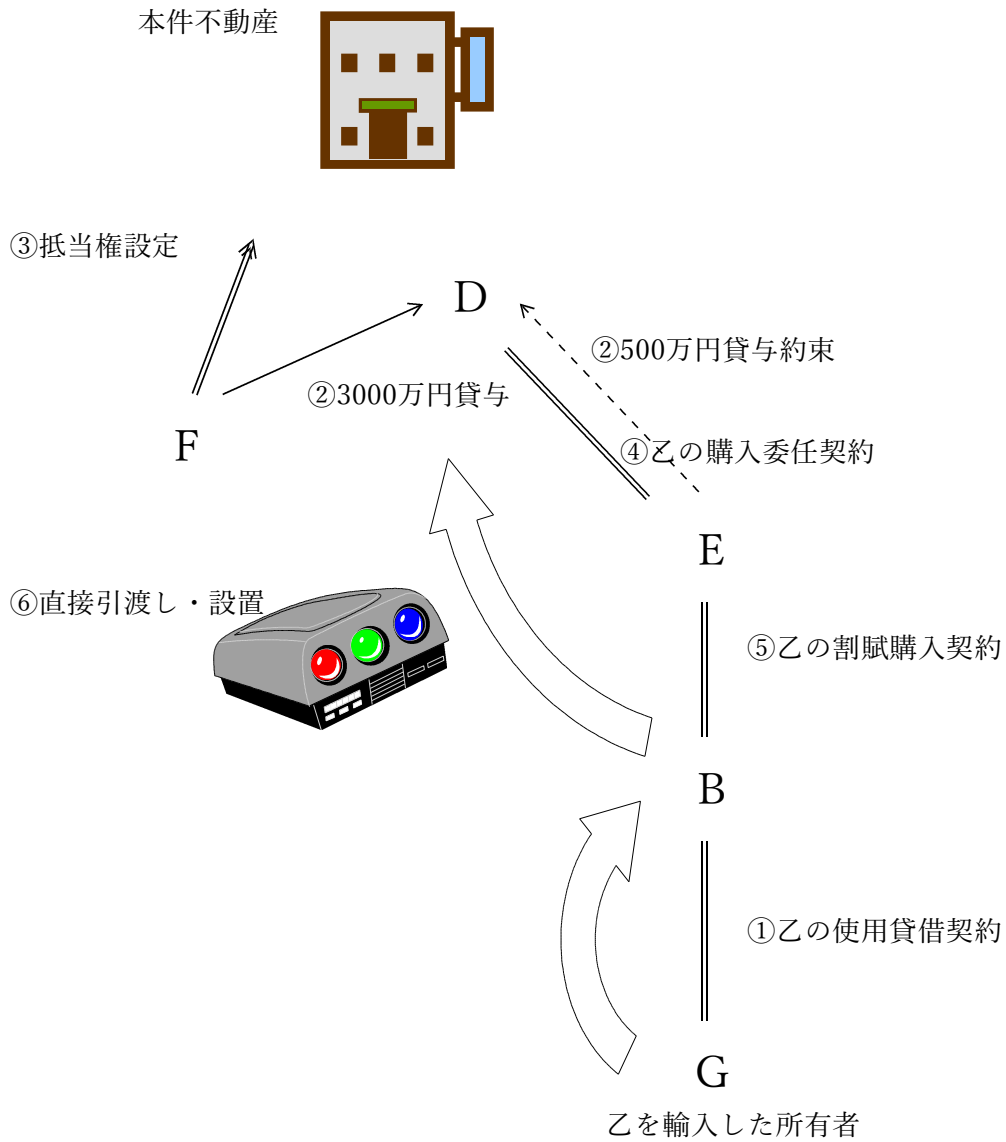 本件不動産
③抵当権設定
D
②500万円貸与約束
②3000万円貸与
F
④乙の購入委任契約
E
⑥直接引渡し・設置
⑤乙の割賦購入契約
B
①乙の使用貸借契約
G
乙を輸入した所有者